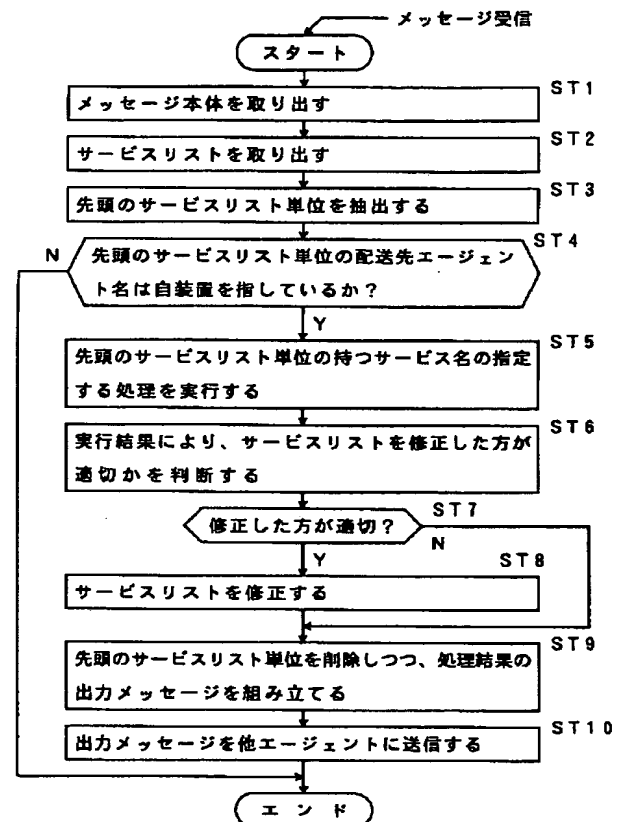 メッセージ受信
スタート
ST1
メッセージ本体を取り出す
ST2
サービスリストを取り出す
ST3
先頭のサービスリスト単位を抽出する
ST4
N
先頭のサービスリスト単位の配送先エージェン
ト名は自装置を指しているか?
Y
ST5
先頭のサービスリスト単位の持つサービス名の指定
する処理を実行する
ST6
実行結果により、サービスリストを修正した方が
適切かを判断する
ST7
修正した方が適切?
N
Y
ST8
サービスリストを修正する
ST9
先頭のサービスリスト単位を削除しつつ、処理結果の
出力メッセージを組み立てる
ST10
出力メッセージを他エージェントに送信する
エンド